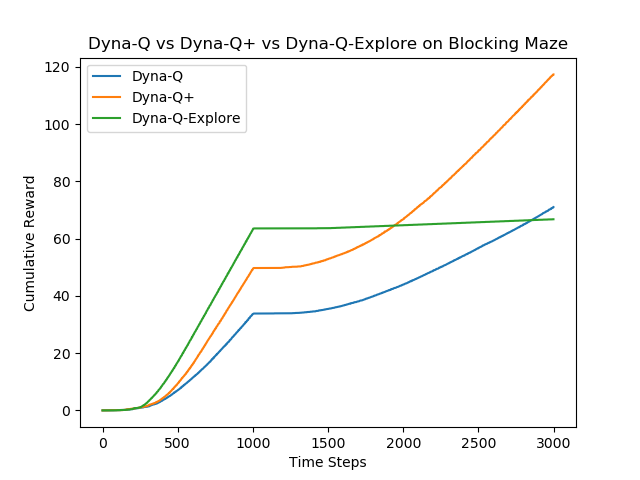 Dyna-Q vs Dyna-Q+ vs Dyna-Q-Explore on Blocking Maze
Dyna-Q
Dyna-Q+
Dyna-Q-Explore
Cumulative Reward
120
100
80
60
40
20
0
0 500 1000 1500 2000 2500 3000
Time Steps